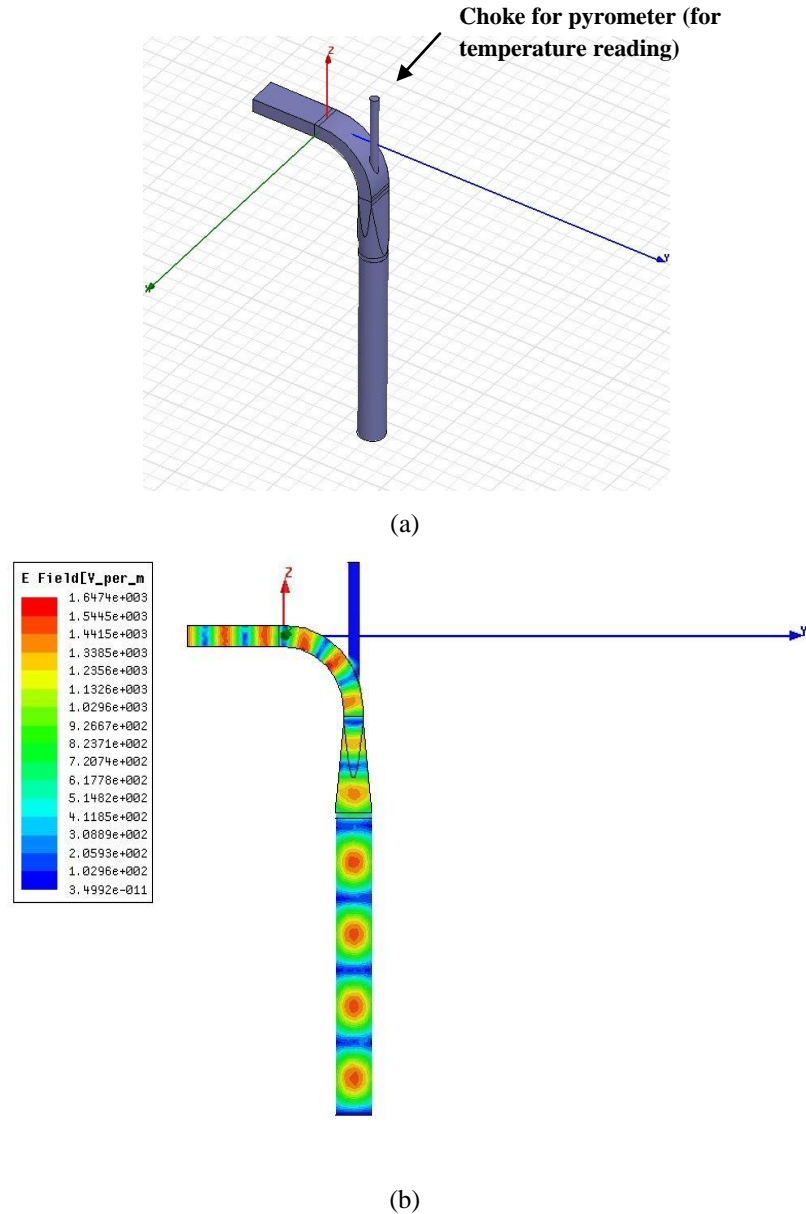 Choke for pyrometer (for
temperature reading)
Z
X
Y
(a)
E Field[V_per_m
1.6474e+003
1.5445e+003
1.4415e+003
1.3385e+003
1.2356e+003
1.1326e+003
1.0296e+003
9.2667e+002
8.2371e+002
7.2074e+002
6.1778e+002
5.1482e+002
4.1185e+002
3.0889e+002
2.0593e+002
1.0296e+002
3.4992e-011
Z
Y
(b)